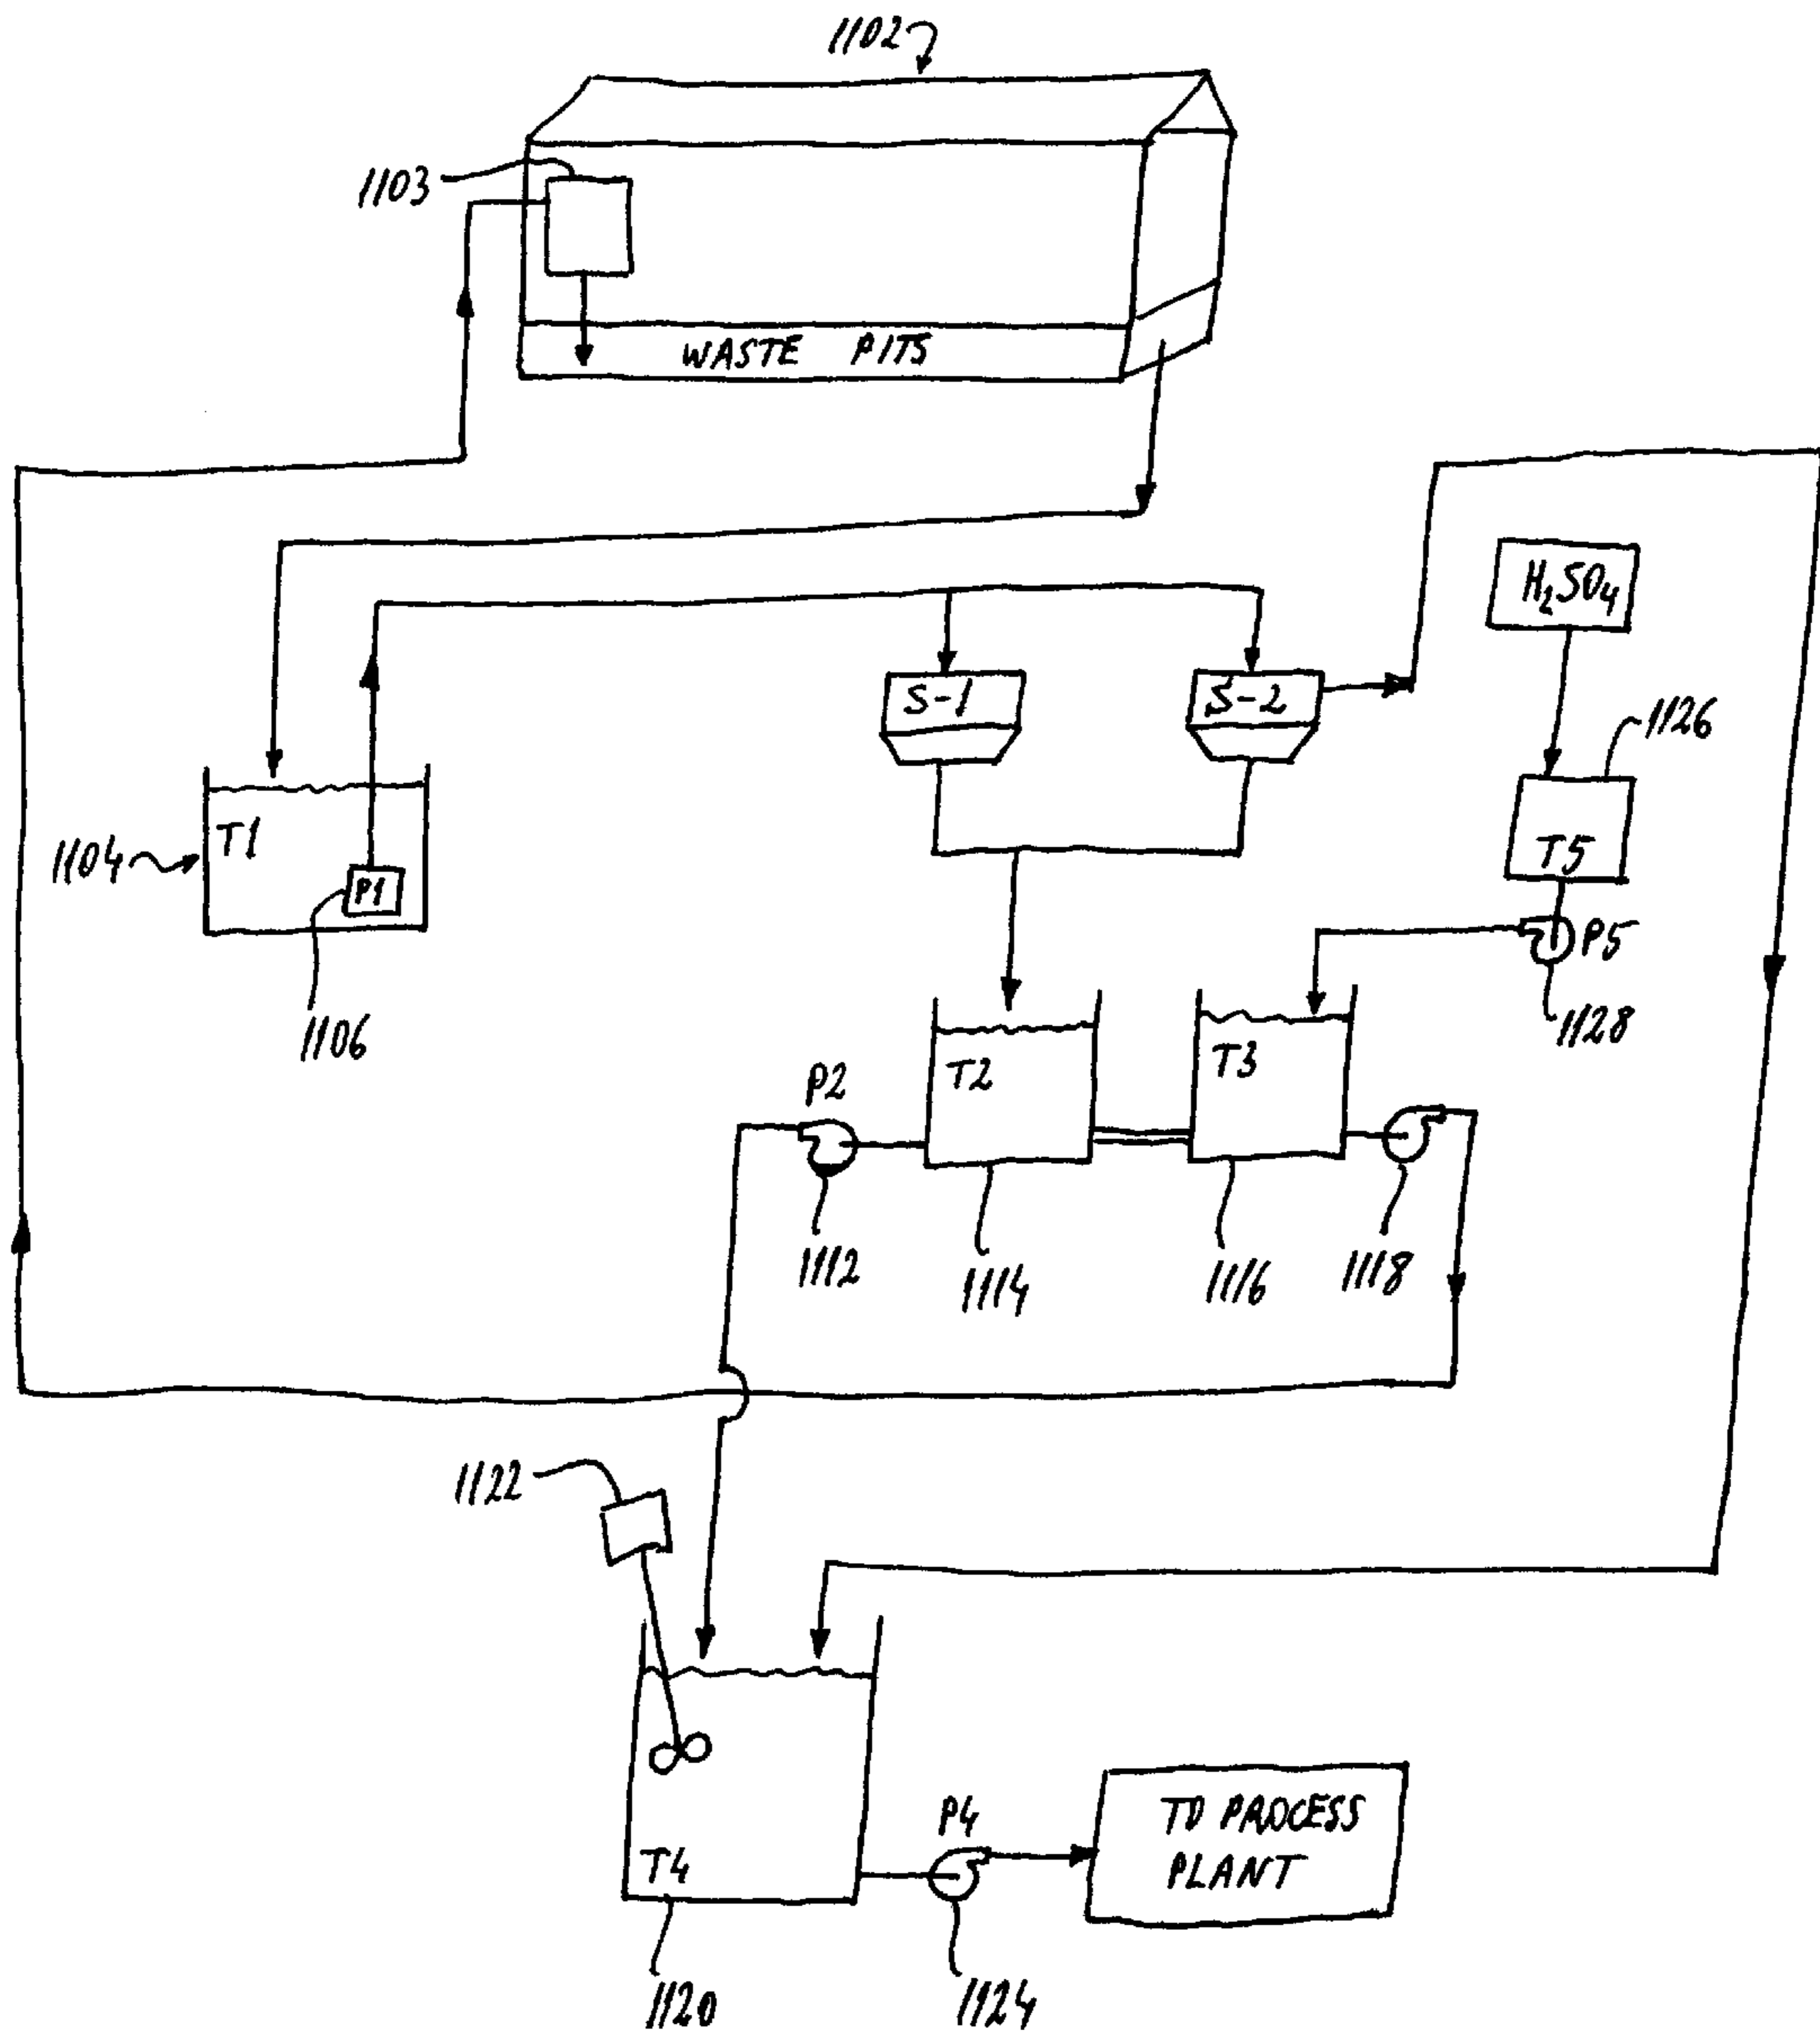 1102
1103
WASTE PITS
H₂SO₄
S-1
S-2
1126
T1
1104
P1
T5
P5
1106
1128
T2
T3
P2
1112
1114
1116
1118
1122
T4
P4
TO PROCESS
PLANT
1120
1124